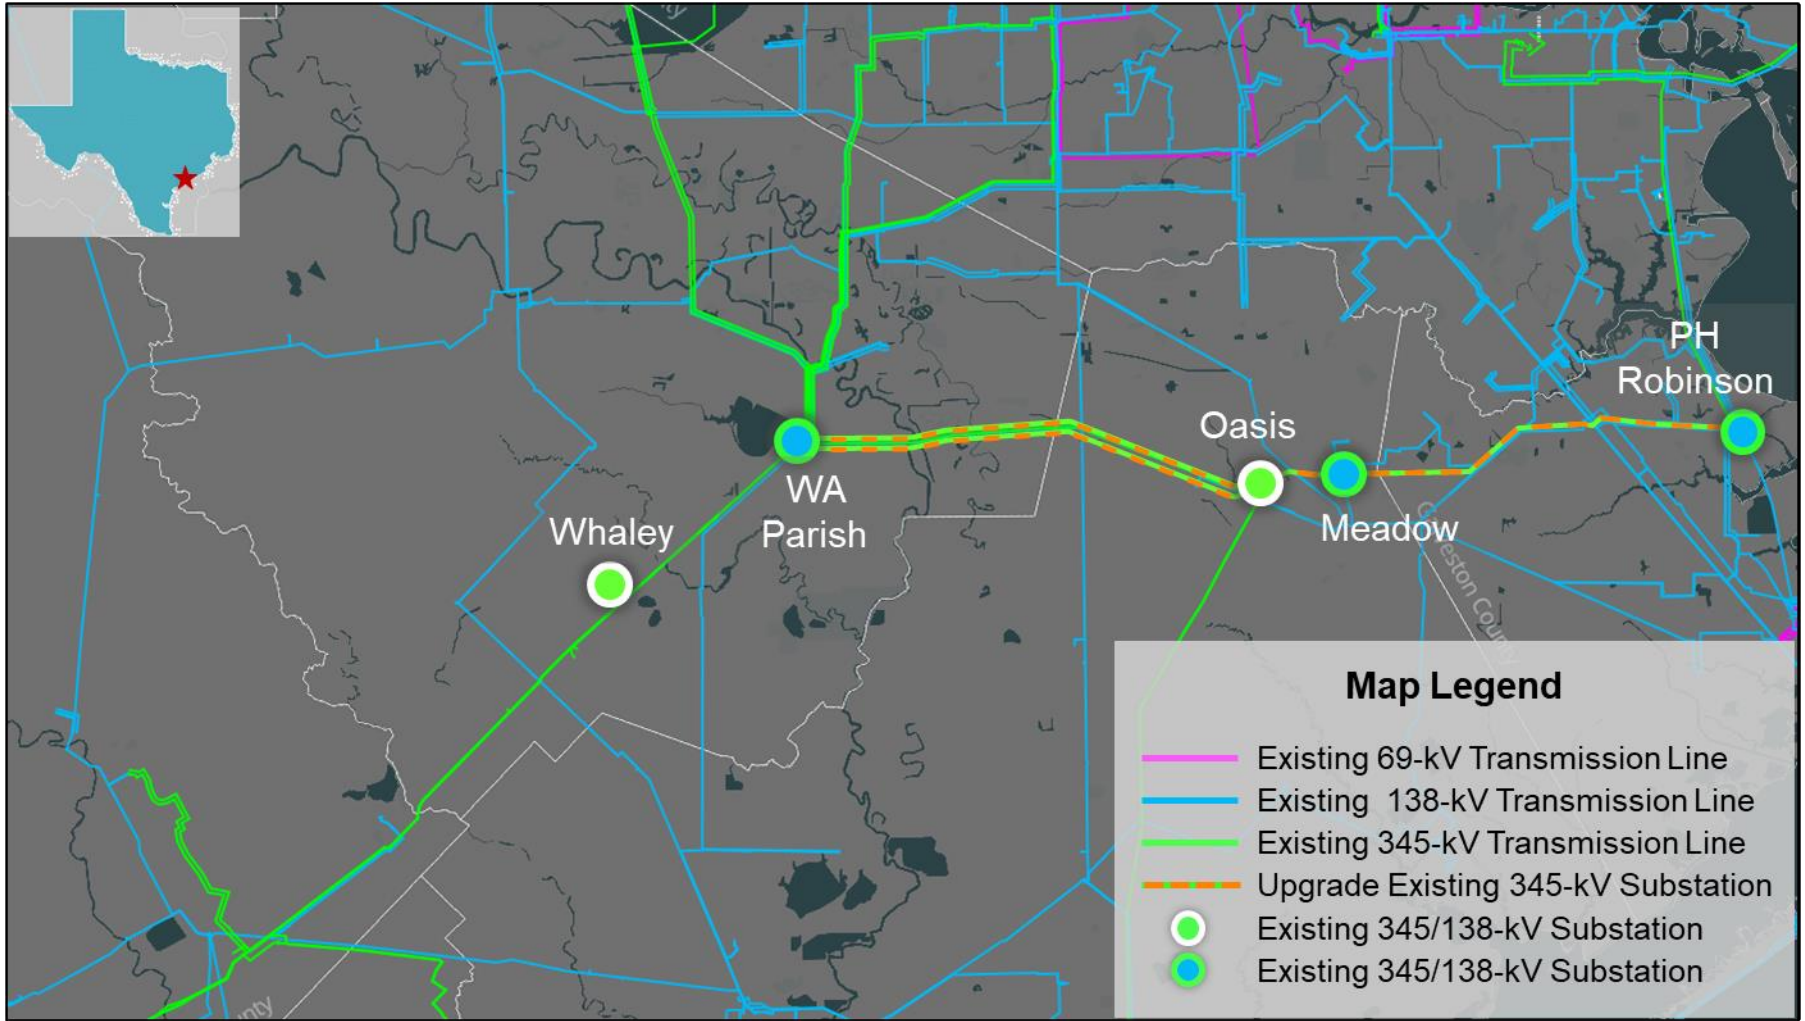 PH
Robinson
Oasis
WA
Parish
Whaley
Meadow
Map Legend
Existing 69-kV Transmission Line
Existing 138-kV Transmission Line
Existing 345-kV Transmission Line
Upgrade Existing 345-kV Substation
Existing 345/138-kV Substation
Existing 345/138-kV Substation